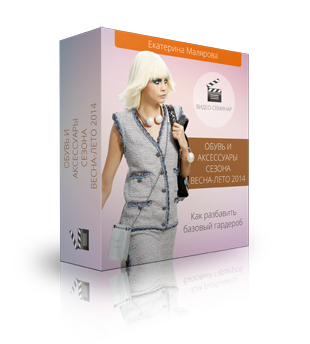 Екатерина Малярова
ВИДЕО-СЕМИНАР
ОБУВЬ И
АКСЕССУАРЫ
СЕЗОНА
ВЕСНА-ЛЕТО 2014
Как разбавить
базовый гардероб
ОБУВЬ И
АКСЕССУАРЫ
СЕЗОНА
ВЕСНА-ЛЕТО 2014